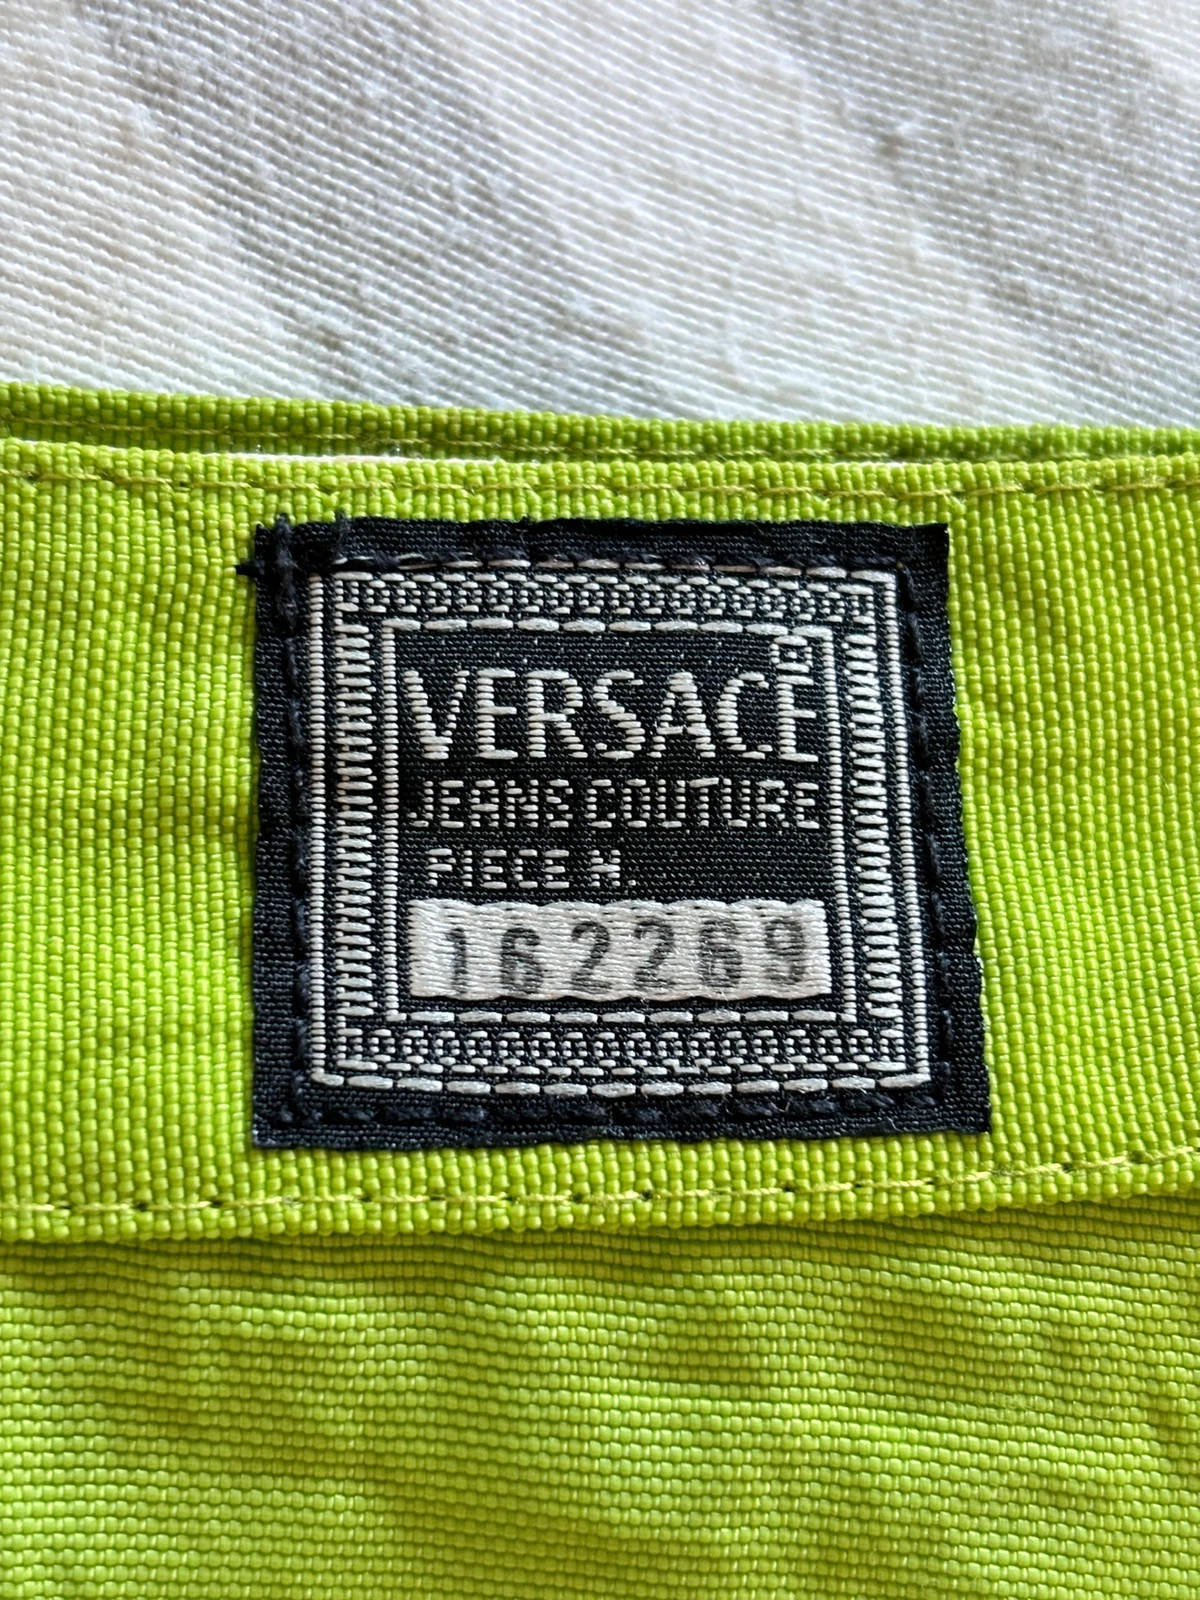 VERSACE®
JEANS COUTURE
PIECE N.
162269